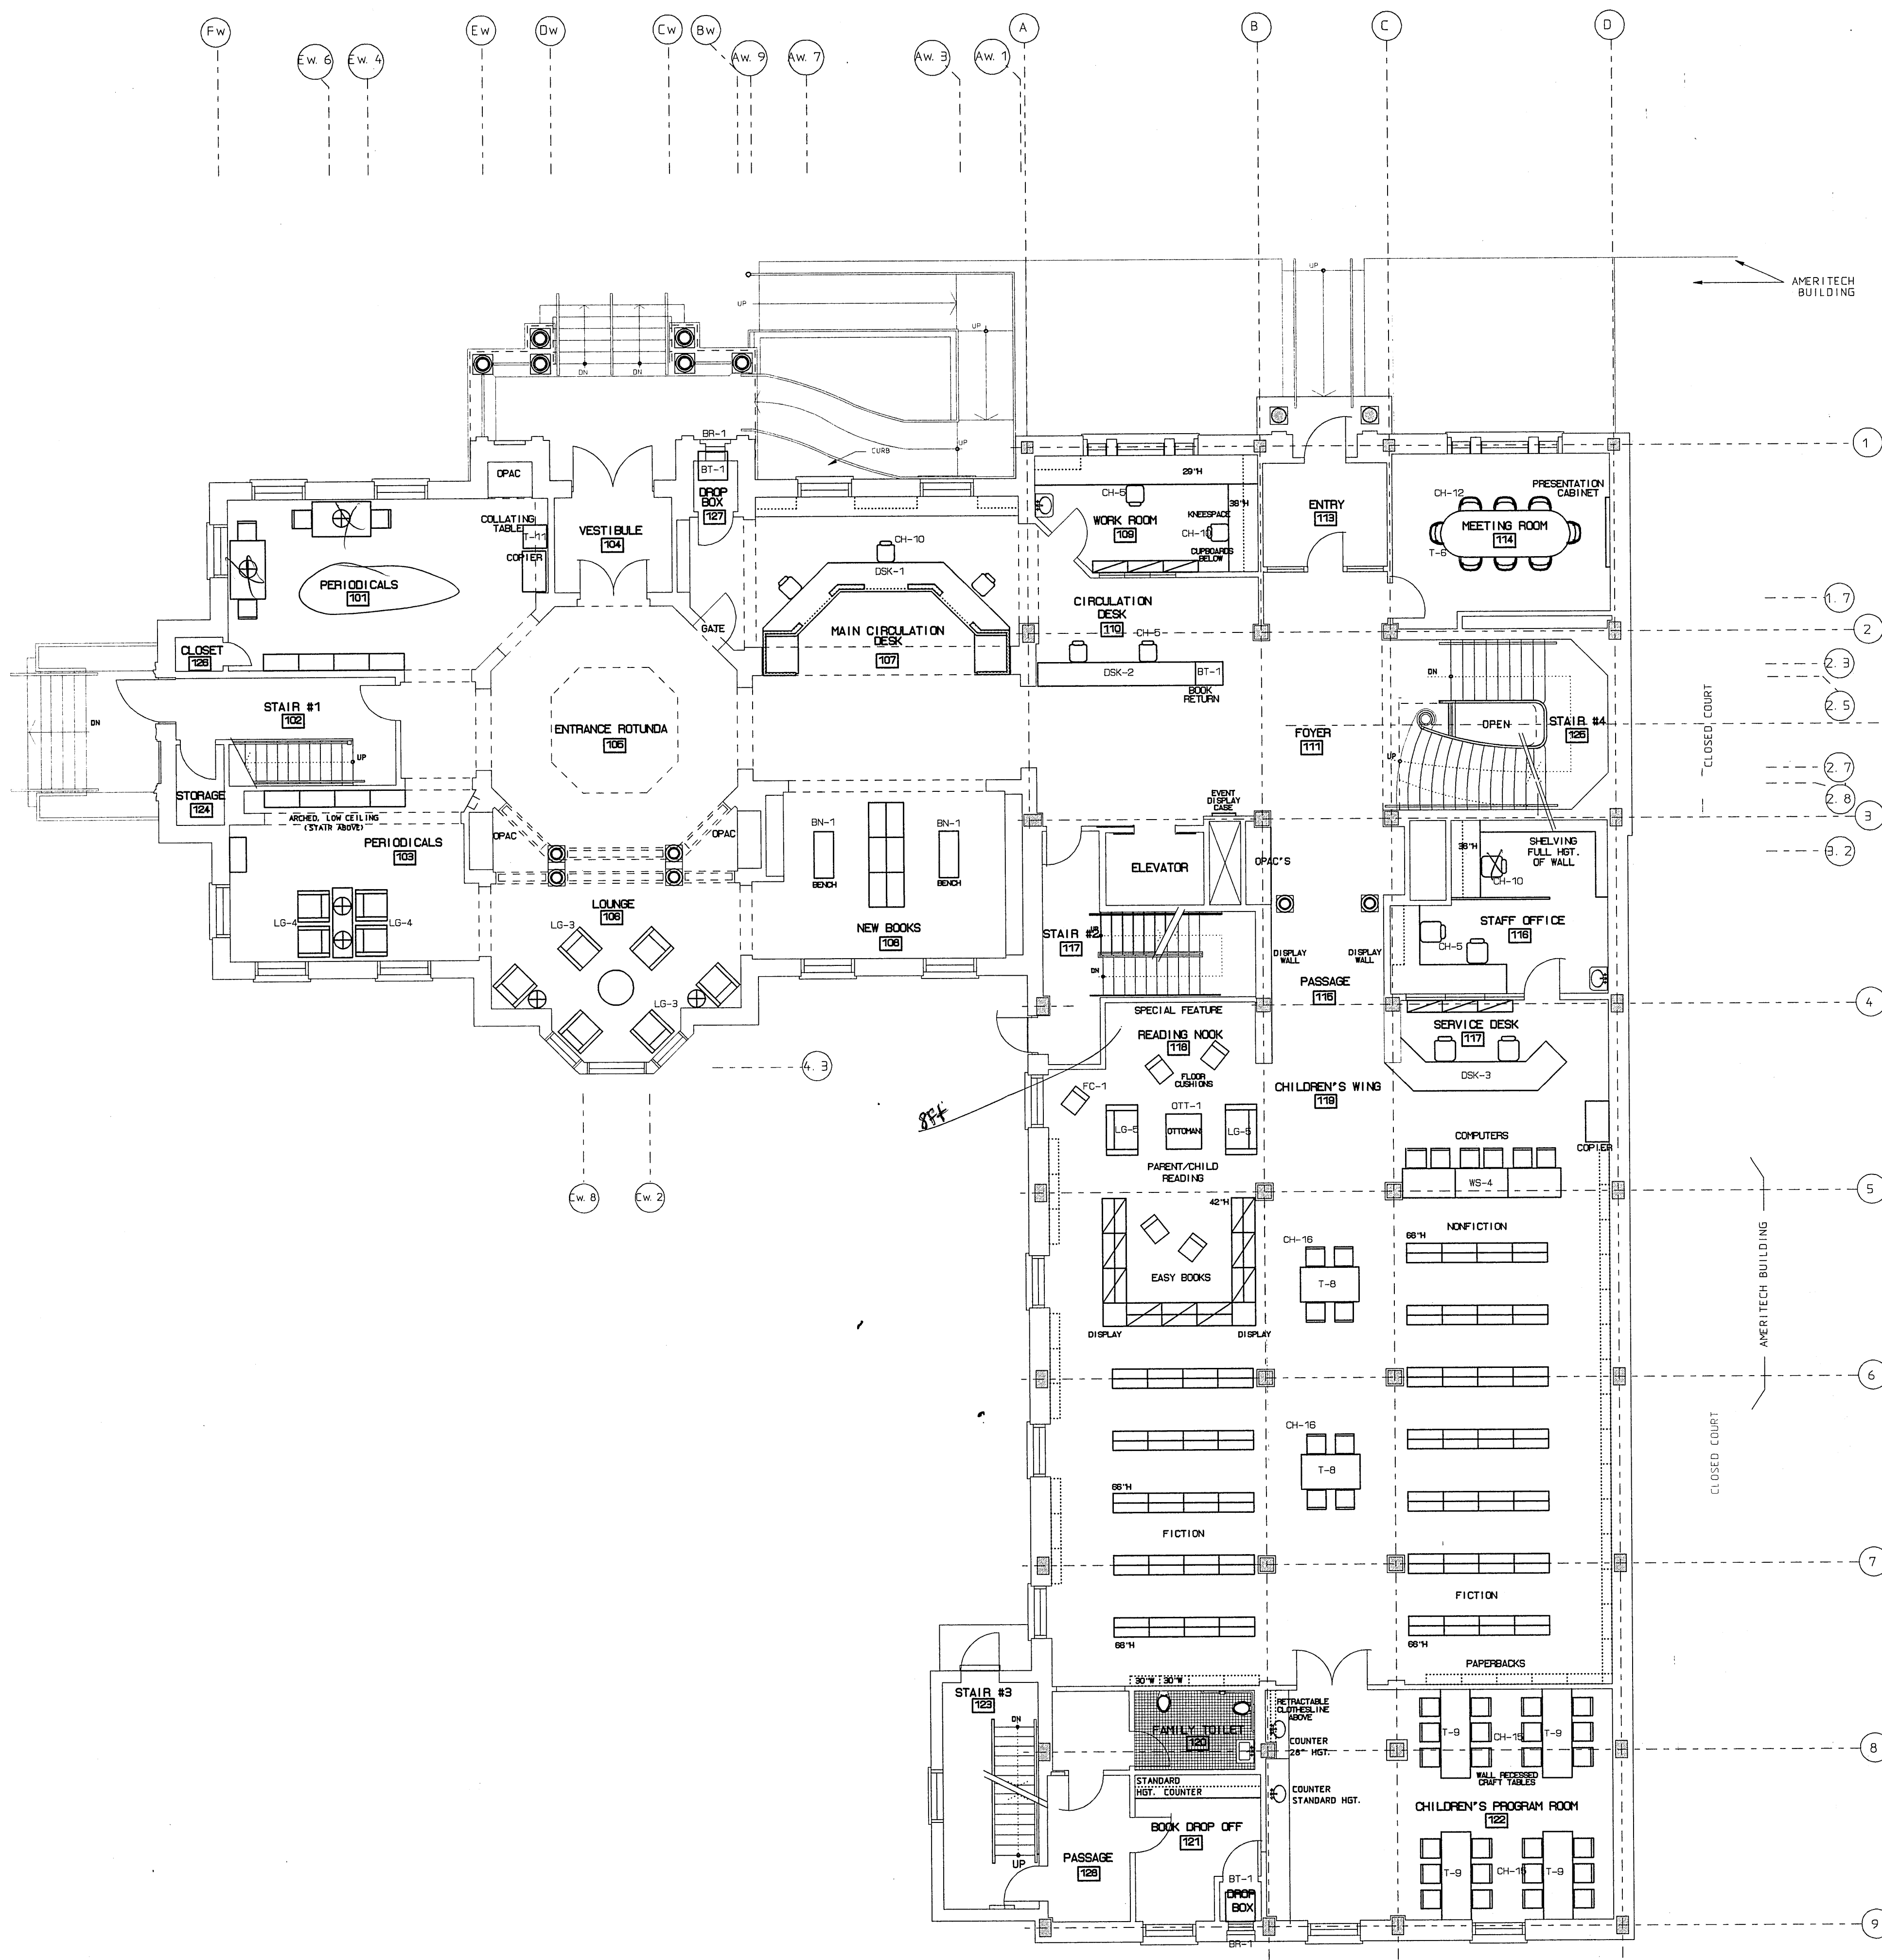 Fw
Ew. 6
Ew. 4
Ew
Dw
Cw
Bw
Aw. 9
Aw. 7
Aw. 3
Aw. 1
A
B
C
D
AMERITECH
BUILDING
UP
UP
UP
UP
DN
DN
CURB
1
OPAC
COLLATING
TABLE
T-11
COPIER
VESTIBULE
104
BR-1
BT-1
DROP
BOX
127
CH-10
DSK-1
29"H
CH-5
WORK ROOM
109
KNEESPACE
38"H
CH-10
CUPBOARDS
BELOW
ENTRY
113
CH-12
PRESENTATION
CABINET
MEETING ROOM
114
T-6
PERIODICALS
101
GATE
MAIN CIRCULATION
DESK
107
CIRCULATION
DESK
110
CH-5
DSK-2
BT-1
BOOK
RETURN
1. 7
2
2. 3
2. 5
CLOSET
126
STAIR #1
102
DN
UP
STORAGE
124
ENTRANCE ROTUNDA
105
FOYER
111
DN
OPEN
STAIR #4
125
UP
CLOSED COURT
2. 7
2. 8
3
3. 2
ARCHED, LOW CEILING
(STAIR ABOVE)
PERIODICALS
103
OPAC
OPAC
BN-1
BENCH
BN-1
BENCH
NEW BOOKS
108
LG-4
LG-4
LOUNGE
106
LG-3
LG-3
EVENT
DISPLAY
CASE
ELEVATOR
OPAC'S
STAIR #2
117
DN
DISPLAY
WALL
DISPLAY
WALL
PASSAGE
115
36"H
SHELVING
FULL HGT.
OF WALL
CH-10
STAFF OFFICE
116
CH-5
4
4. 3
SPECIAL FEATURE
READING NOOK
118
FLOOR
CUSHIONS
FC-1
8Ft
OTT-1
OTTOMAN
LG-5
LG-5
PARENT/CHILD
READING
SERVICE DESK
117
DSK-3
CHILDREN'S WING
119
COMPUTERS
COPIER
WS-4
Cw. 8
Cw. 2
5
42"H
EASY BOOKS
DISPLAY
DISPLAY
CH-16
T-8
NONFICTION
66"H
AMERITECH BUILDING
6
CLOSED COURT
CH-16
T-8
66"H
FICTION
7
FICTION
66"H
66"H
PAPERBACKS
30"W
30"W
STAIR #3
123
DN
UP
FAMILY TOILET
120
RETRACTABLE
CLOTHESLINE
ABOVE
COUNTER
28" HGT.
COUNTER
STANDARD HGT.
T-9
CH-15
T-9
WALL RECESSED
CRAFT TABLES
8
STANDARD
HGT. COUNTER
BOOK DROP OFF
121
CHILDREN'S PROGRAM ROOM
122
PASSAGE
128
BT-1
DROP
BOX
BR-1
T-9
CH-15
T-9
9